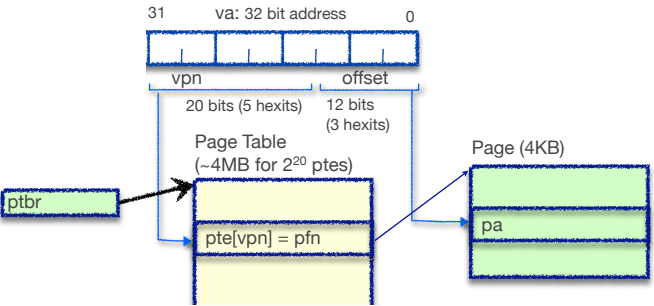 31 va: 32 bit address 0
vpn offset
20 bits (5 hexits)
12 bits
(3 hexits)
Page Table
(~4MB for 2²⁰ ptes)
Page (4KB)
ptbr
pte[vpn] = pfn
pa